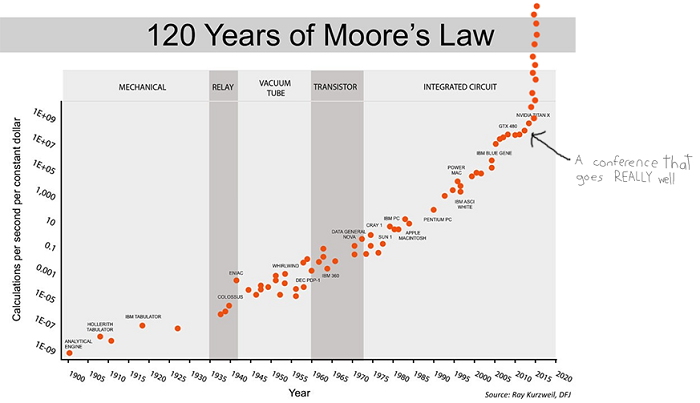 120 Years of Moore's Law
MECHANICAL
RELAY
VACUUM
TUBE
TRANSISTOR
INTEGRATED CIRCUIT
Calculations per second per constant dollar
1E+09
1E+07
1E+05
1,000
10
0.1
0.001
1E-05
1E-07
1E-09
ANALYTICAL
ENGINE
HOLLERITH
TABULATOR
IBM TABULATOR
COLOSSUS
ENIAC
WHIRLWIND
DEC PDP-1
IBM 360
DATA GENERAL
NOVA
CRAY 1
SUN 1
IBM PC
APPLE
MACINTOSH
PENTIUM PC
POWER
MAC
IBM ASCI
WHITE
IBM BLUE GENE
GTX 480
NVIDIA TITAN X
A conference that
goes REALLY well
1900 1905 1910 1915 1920 1925 1930 1935 1940 1945 1950 1955 1960 1965 1970 1975 1980 1985 1990 1995 2000 2005 2010 2015 2020
Year
Source: Ray Kurzweil, DFJ